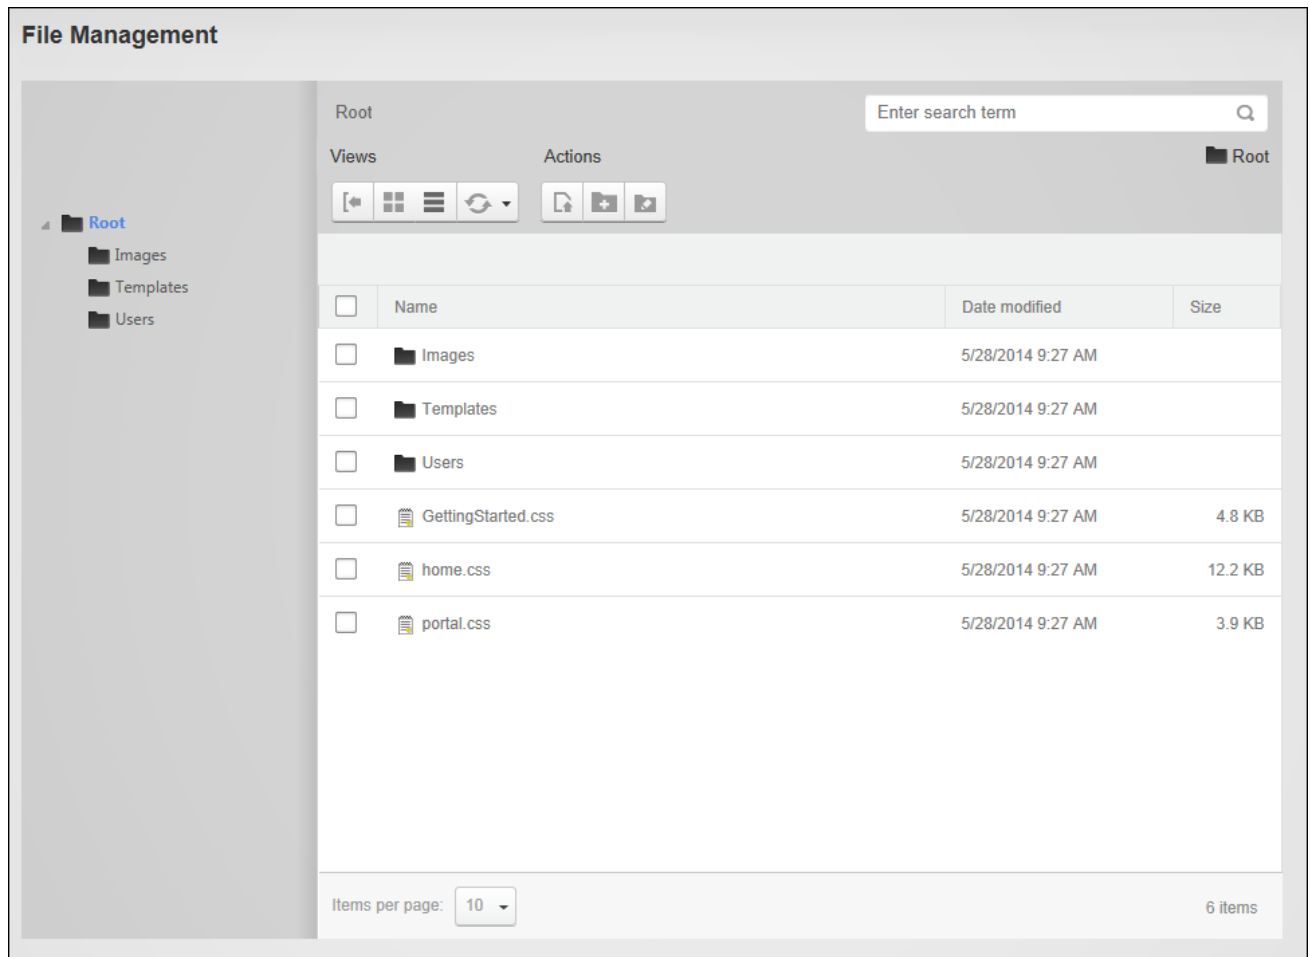 File Management
Root
Enter search term
Views
Actions
Root
Root
Images
Templates
Users
Name Date modified Size
Images 5/28/2014 9:27 AM
Templates 5/28/2014 9:27 AM
Users 5/28/2014 9:27 AM
GettingStarted.css 5/28/2014 9:27 AM 4.8 KB
home.css 5/28/2014 9:27 AM 12.2 KB
portal.css 5/28/2014 9:27 AM 3.9 KB
Items per page: 10 6 items